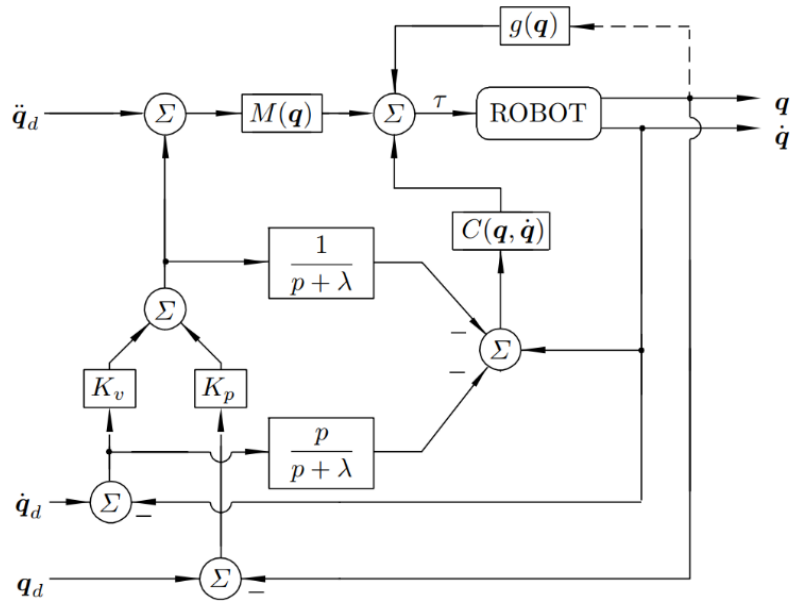 g(q)
q̈_d Σ M(q) Σ τ ROBOT q
q̇
C(q, q̇)
1
p + λ
Σ
− Σ
−
K_v K_p
p
p + λ
q̇_d Σ −
q_d Σ −